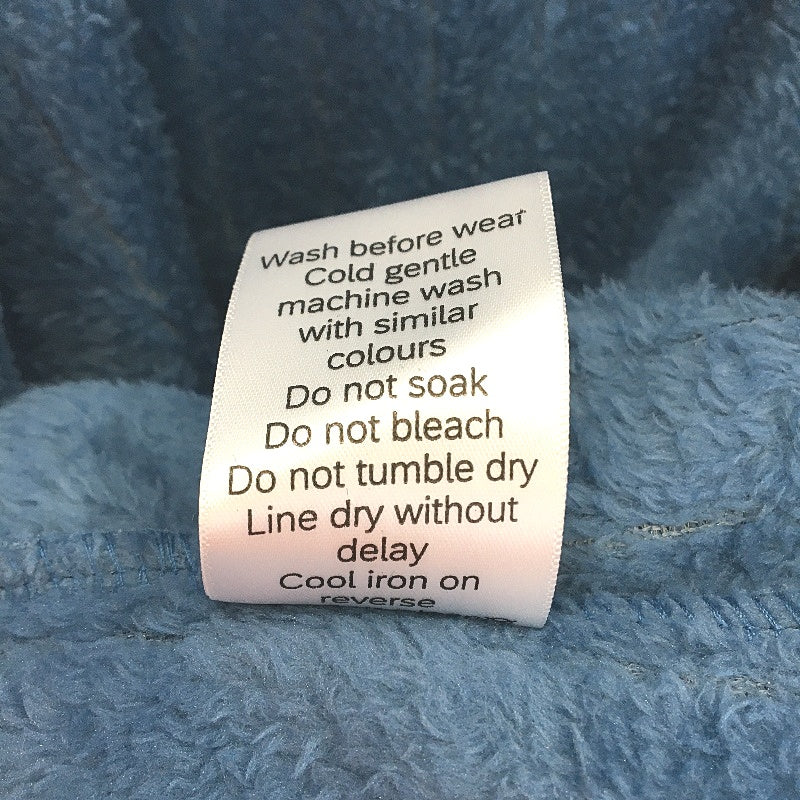 Wash before wear
Cold gentle
machine wash
with similar
colours
Do not soak
Do not bleach
Do not tumble dry
Line dry without
delay
Cool iron on
reverse